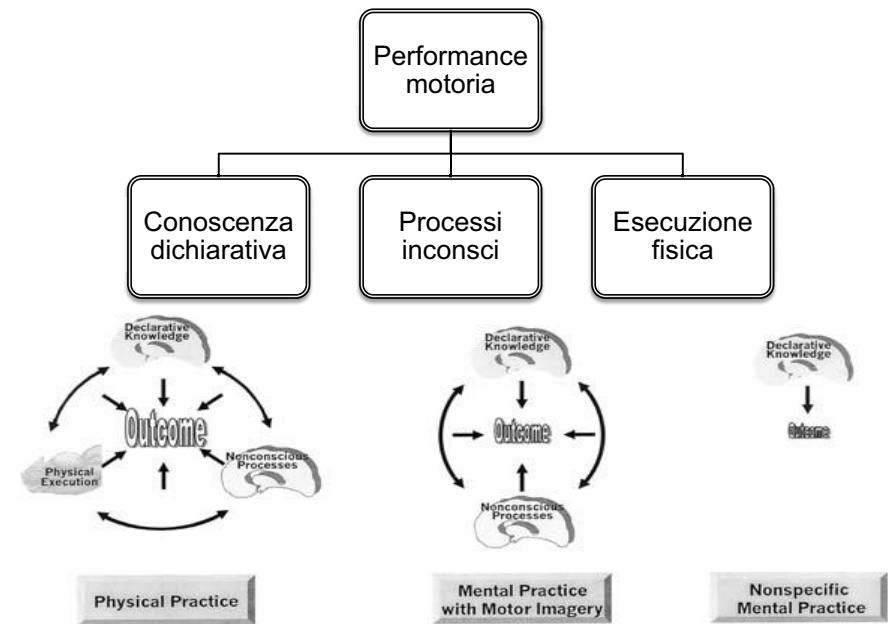 Performance
motoria
Conoscenza
dichiarativa
Processi
inconsci
Esecuzione
fisica
Declarative
Knowledge
Outcome
Physical
Execution
Nonconscious
Processes
Physical Practice
Declarative
Knowledge
Outcome
Nonconscious
Processes
Mental Practice
with Motor Imagery
Declarative
Knowledge
Outcome
Nonspecific
Mental Practice